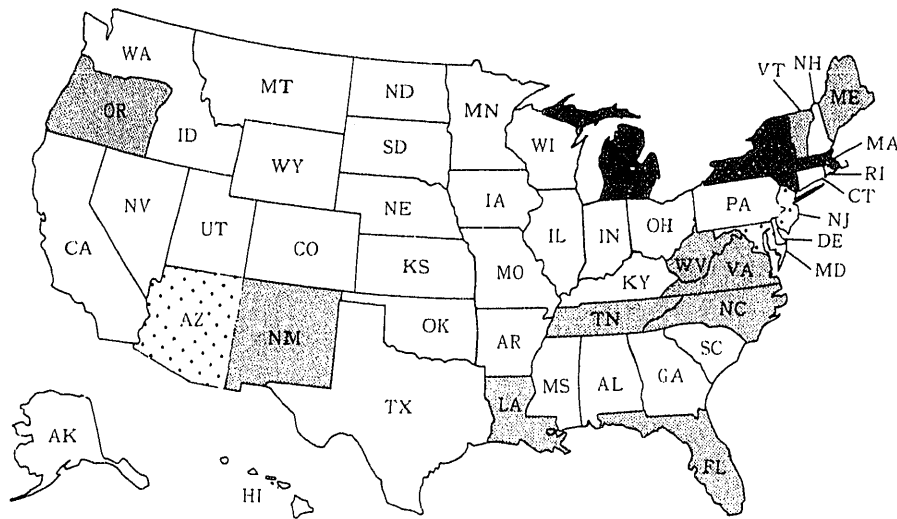 WA
MT
ND
MN
VT
NH
ME
OR
ID
SD
WI
MA
WY
RI
CT
NV
UT
NE
IA
PA
NJ
CA
CO
IL
IN
OH
DE
KS
MO
WV
VA
MD
KY
AZ
NM
OK
AR
TN
NC
SC
TX
LA
MS
AL
GA
AK
FL
HI